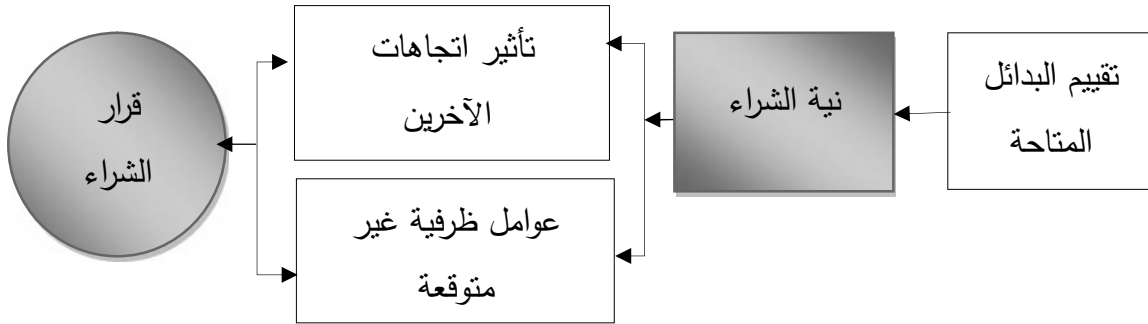 تقييم البدائل
المتاحة
نية الشراء
تأثير اتجاهات
الآخرين
عوامل ظرفية غير
متوقعة
قرار
الشراء